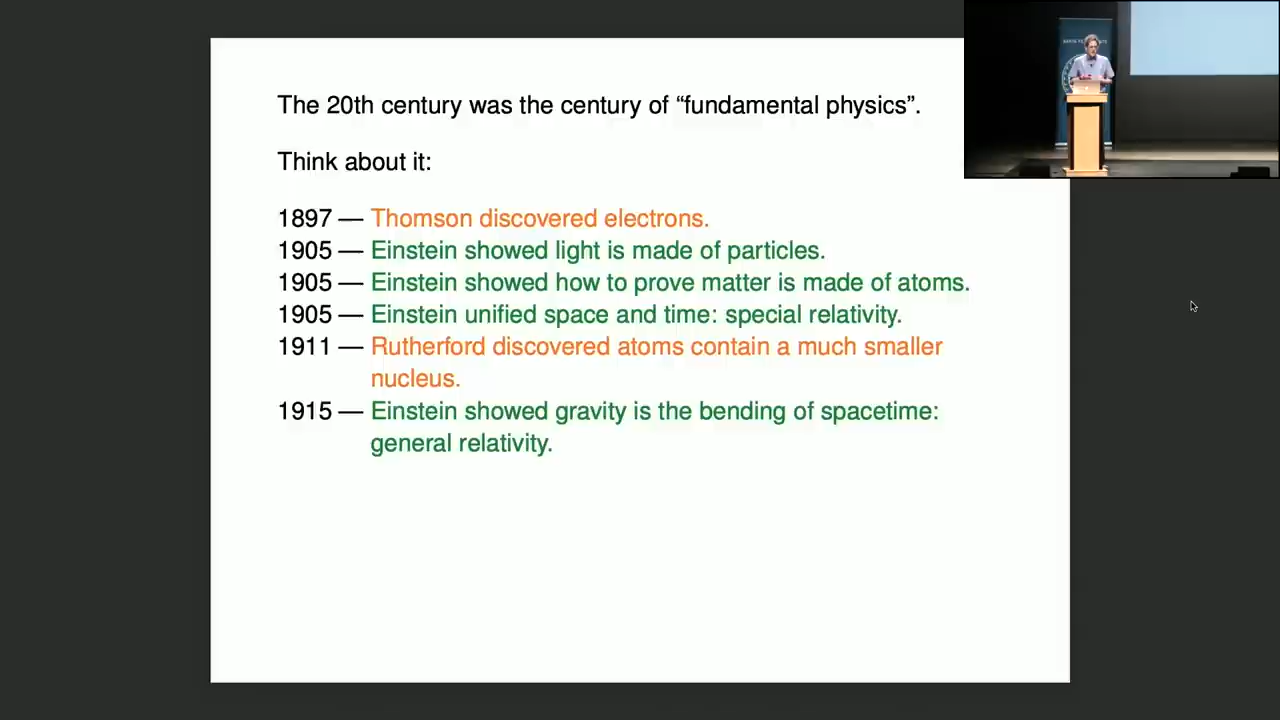 The 20th century was the century of “fundamental physics”.
Think about it:
1897 — Thomson discovered electrons.
1905 — Einstein showed light is made of particles.
1905 — Einstein showed how to prove matter is made of atoms.
1905 — Einstein unified space and time: special relativity.
1911 — Rutherford discovered atoms contain a much smaller
nucleus.
1915 — Einstein showed gravity is the bending of spacetime:
general relativity.